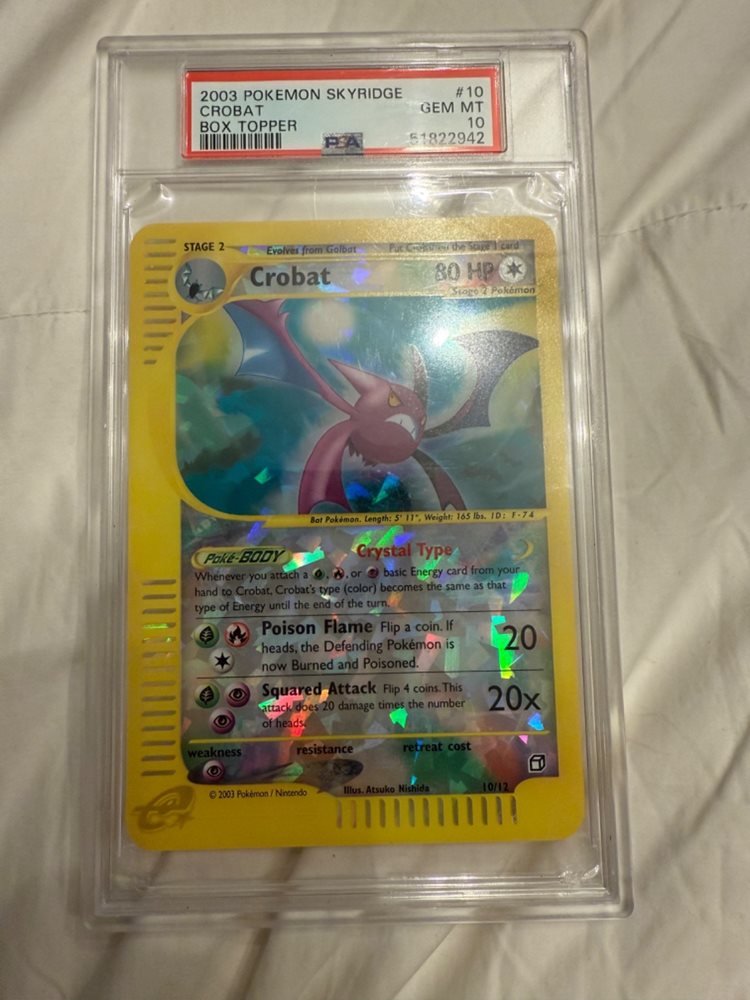 2003 POKEMON SKYRIDGE #10
CROBAT GEM MT
BOX TOPPER 10
PSA 51822942
STAGE 2 Evolves from Golbat Put Crobat on the Stage 1 card
Crobat 80 HP
Stage 2 Pokémon
Bat Pokémon. Length: 5' 11", Weight: 165 lbs. ID: F-74
Poké-BODY Crystal Type
Whenever you attach a , , or basic Energy card from your
hand to Crobat, Crobat's type (color) becomes the same as that
type of Energy until the end of the turn.
Poison Flame Flip a coin. If 20
heads, the Defending Pokémon is
now Burned and Poisoned.
Squared Attack Flip 4 coins. This 20x
attack does 20 damage times the number
of heads.
weakness resistance retreat cost
Illus. Atsuko Nishida 10/12
© 2003 Pokémon / Nintendo
e